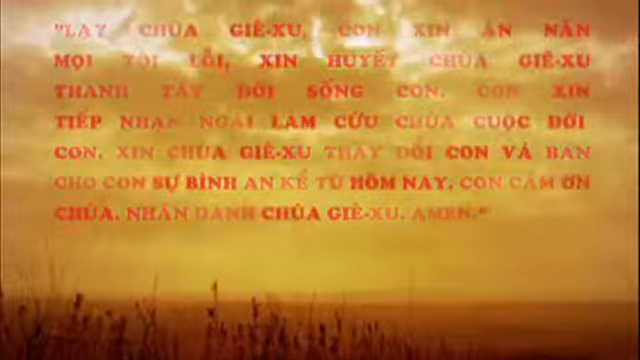 "LẠY CHÚA GIÊ-XU, CON XIN ĂN NĂN
MỌI TỘI LỖI, XIN HUYẾT CHÚA GIÊ-XU
THANH TẨY ĐỜI SỐNG CON. CON XIN
TIẾP NHẬN NGÀI LÀM CỨU CHÚA CUỘC ĐỜI
CON. XIN CHÚA GIÊ-XU THAY ĐỔI CON VÀ BAN
CHO CON SỰ BÌNH AN KỂ TỪ HÔM NAY. CON CẢM ƠN
CHÚA. NHÂN DANH CHÚA GIÊ-XU. AMEN."